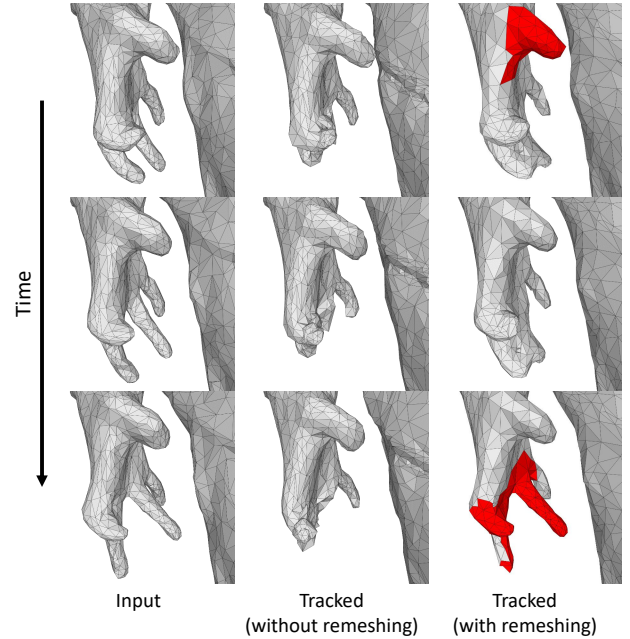 Time
Input
Tracked
(without remeshing)
Tracked
(with remeshing)